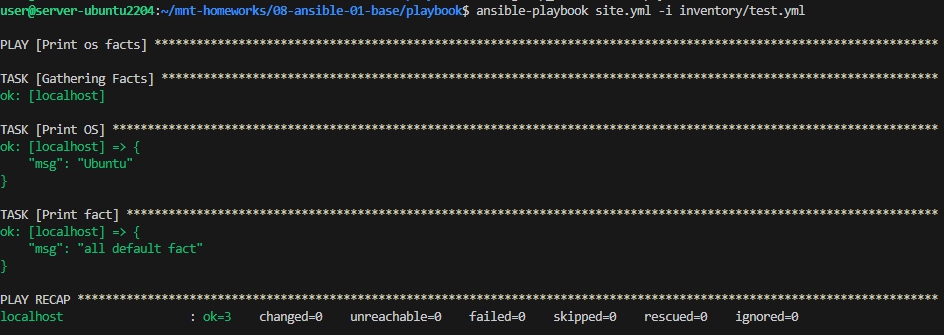 user@server-ubuntu2204:~/mnt-homeworks/08-ansible-01-base/playbook$ ansible-playbook site.yml -i inventory/test.yml
PLAY [Print os facts] ****************************************************************************************************************
TASK [Gathering Facts] ***************************************************************************************************************
ok: [localhost]
TASK [Print OS] **********************************************************************************************************************
ok: [localhost] => {
    "msg": "Ubuntu"
}
TASK [Print fact] ********************************************************************************************************************
ok: [localhost] => {
    "msg": "all default fact"
}
PLAY RECAP ***************************************************************************************************************************
localhost                  : ok=3    changed=0    unreachable=0    failed=0    skipped=0    rescued=0    ignored=0